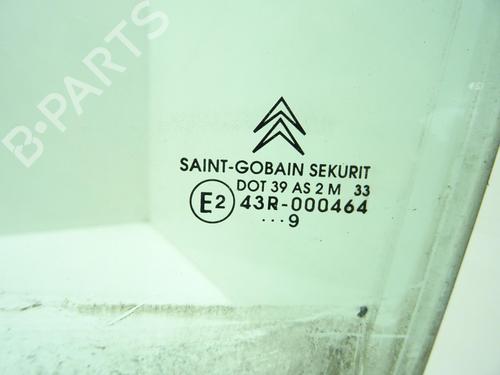 B-PARTS
SAINT-GOBAIN SEKURIT
DOT 39 AS 2 M 33
E2 43R-000464
...9